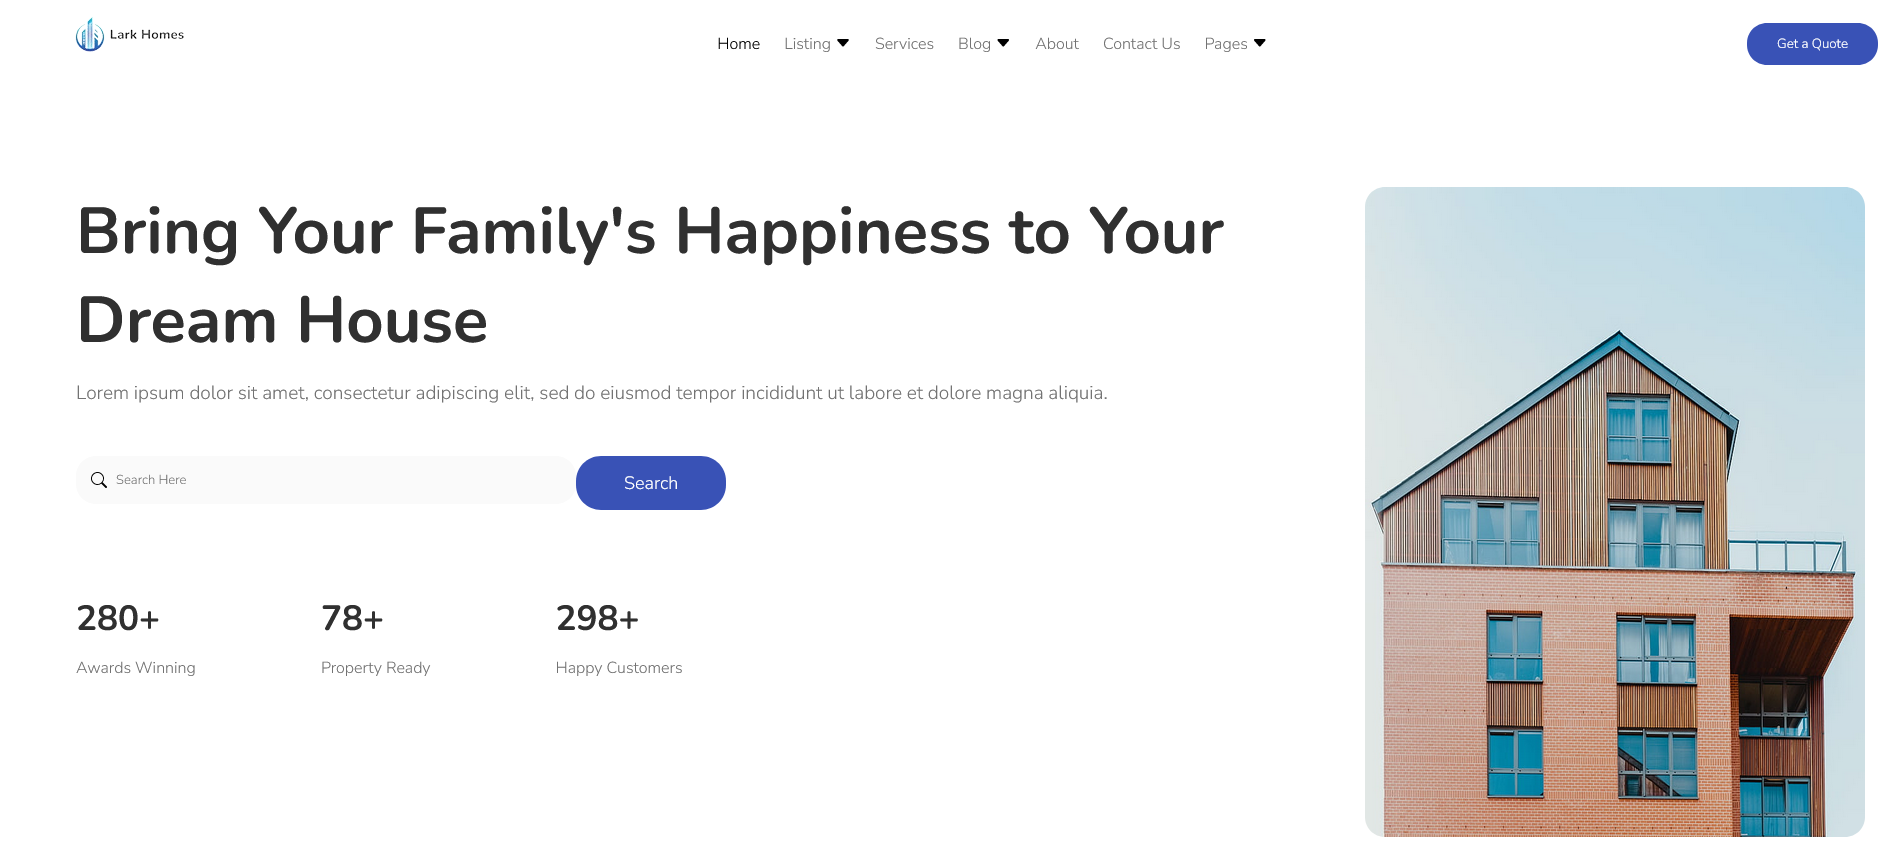 Lark Homes
Home Listing Services Blog About Contact Us Pages
Get a Quote
Bring Your Family's Happiness to Your
Dream House
Lorem ipsum dolor sit amet, consectetur adipiscing elit, sed do eiusmod tempor incididunt ut labore et dolore magna aliqua.
Search Here
Search
280+
Awards Winning
78+
Property Ready
298+
Happy Customers